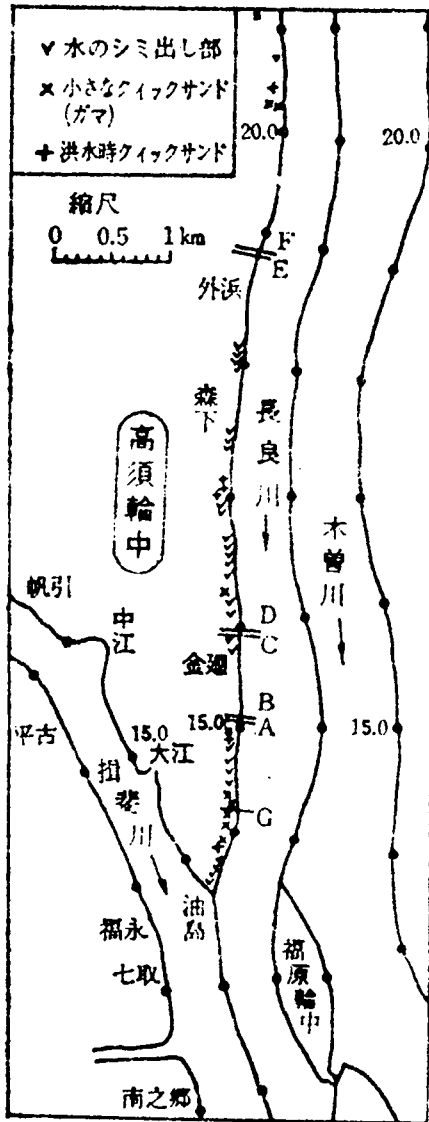 ∨ 水のシミ出し部
× 小さなクィックサンド
(ガマ)
+ 洪水時クィックサンド
縮尺
0 0.5 1km
20.0
20.0
F
E
外浜
森下
長良川
高須輪中
木曽川
帆引
中江
D
C
金廻
B
A
15.0
15.0
15.0
大江
平古
揖斐川
G
油島
福永
七取
福原輪中
南之郷